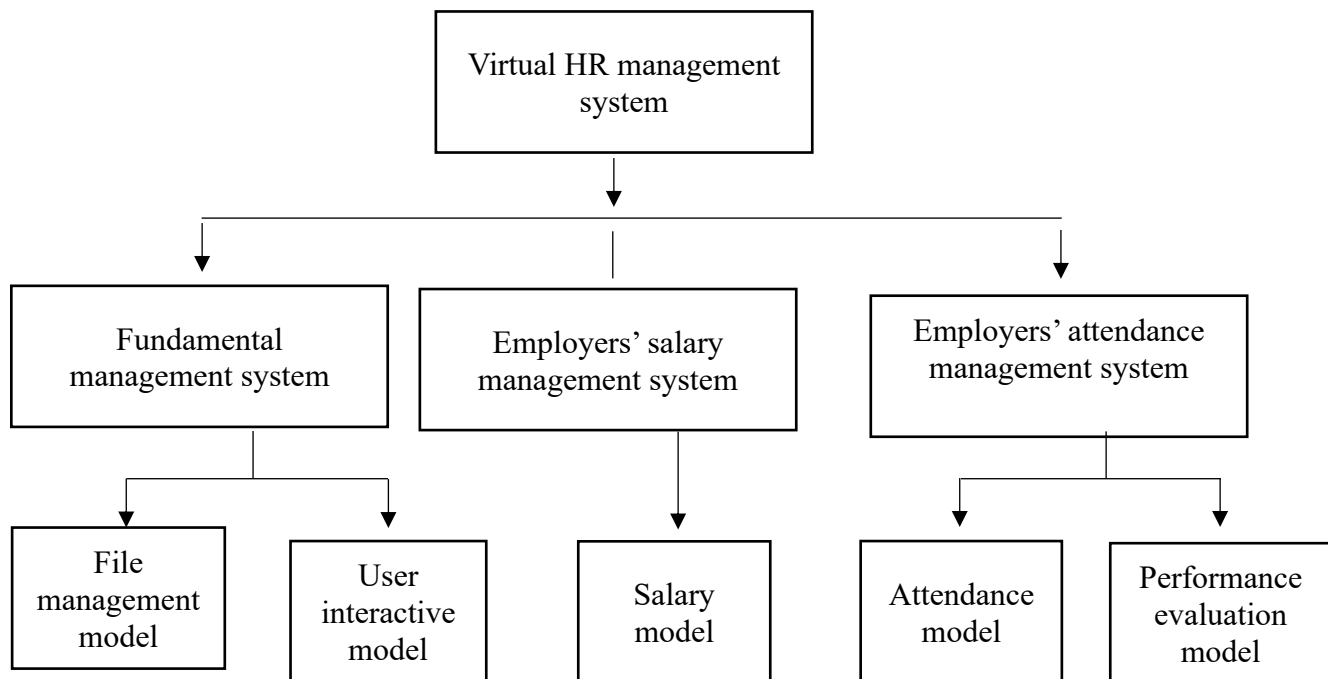 Virtual HR management
system
Fundamental
management system
Employers’ salary
management system
Employers’ attendance
management system
File
management
model
User
interactive
model
Salary
model
Attendance
model
Performance
evaluation
model